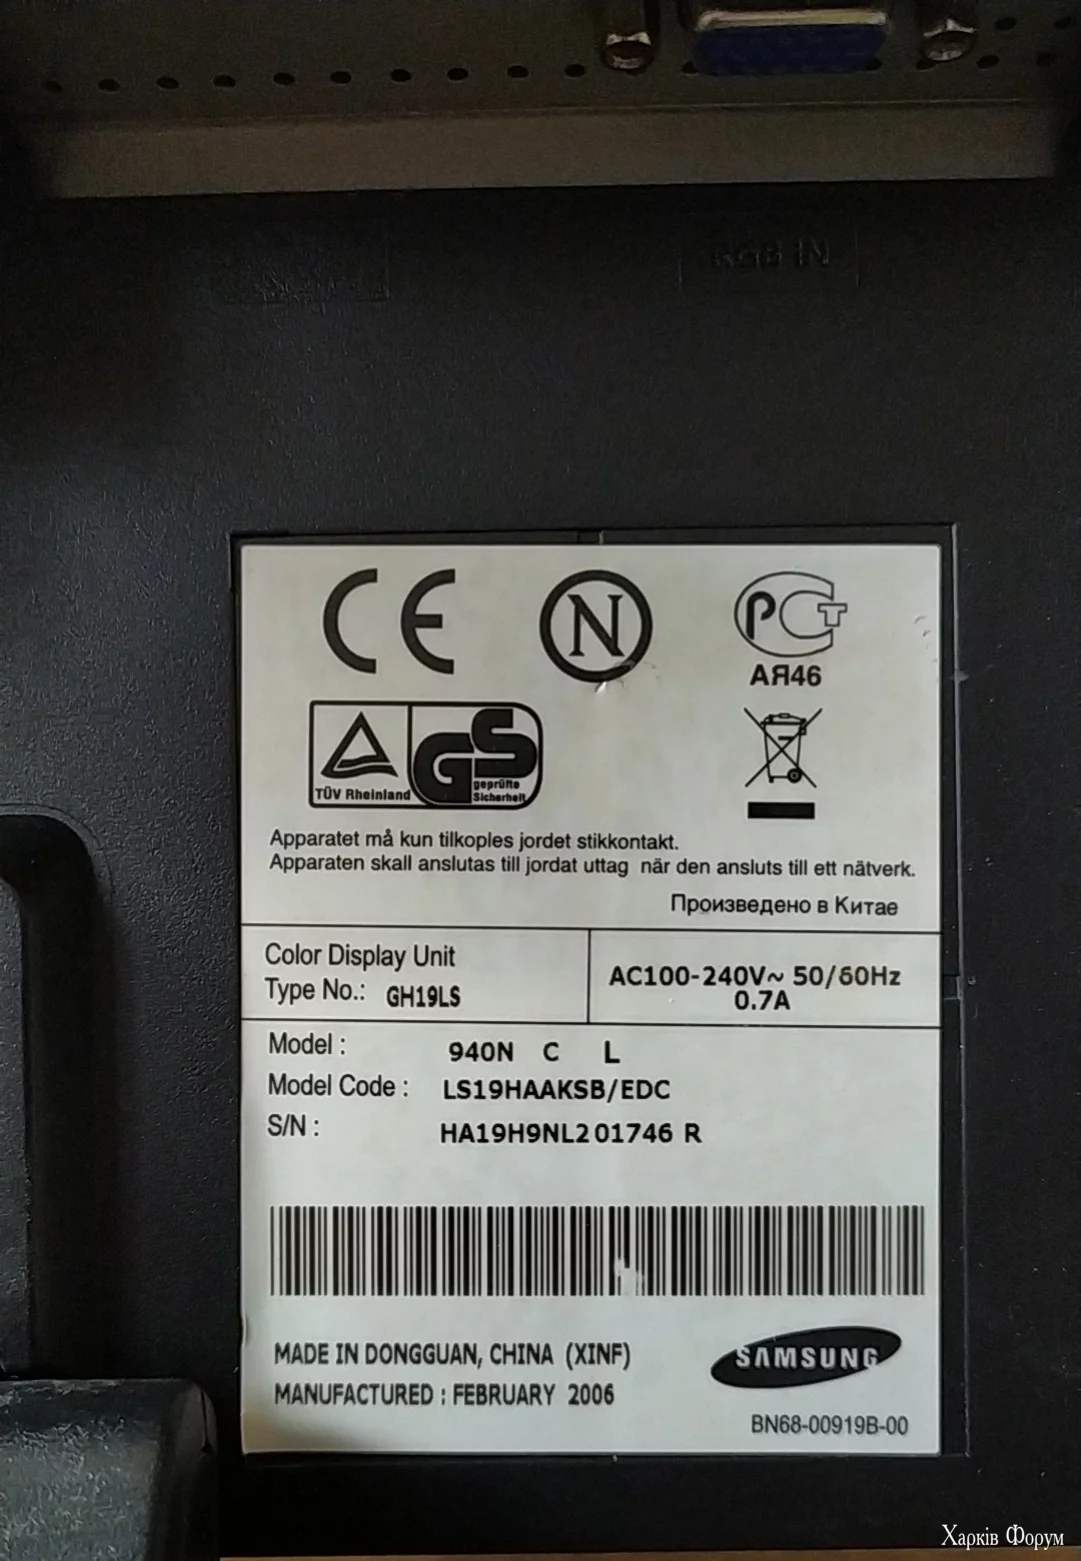 RGB IN
CE
N
РСТ
АЯ46
TÜV Rheinland
GS
geprüfte
Sicherheit
Apparatet må kun tilkoples jordet stikkontakt.
Apparaten skall anslutas till jordat uttag när den ansluts till ett nätverk.
Произведено в Китае
Color Display Unit
Type No.: GH19LS
AC100-240V~ 50/60Hz
0.7A
Model : 940N C L
Model Code : LS19HAAKSB/EDC
S/N : HA19H9NL201746 R
MADE IN DONGGUAN, CHINA (XINF)
MANUFACTURED : FEBRUARY 2006
SAMSUNG
BN68-00919B-00
Харків Форум